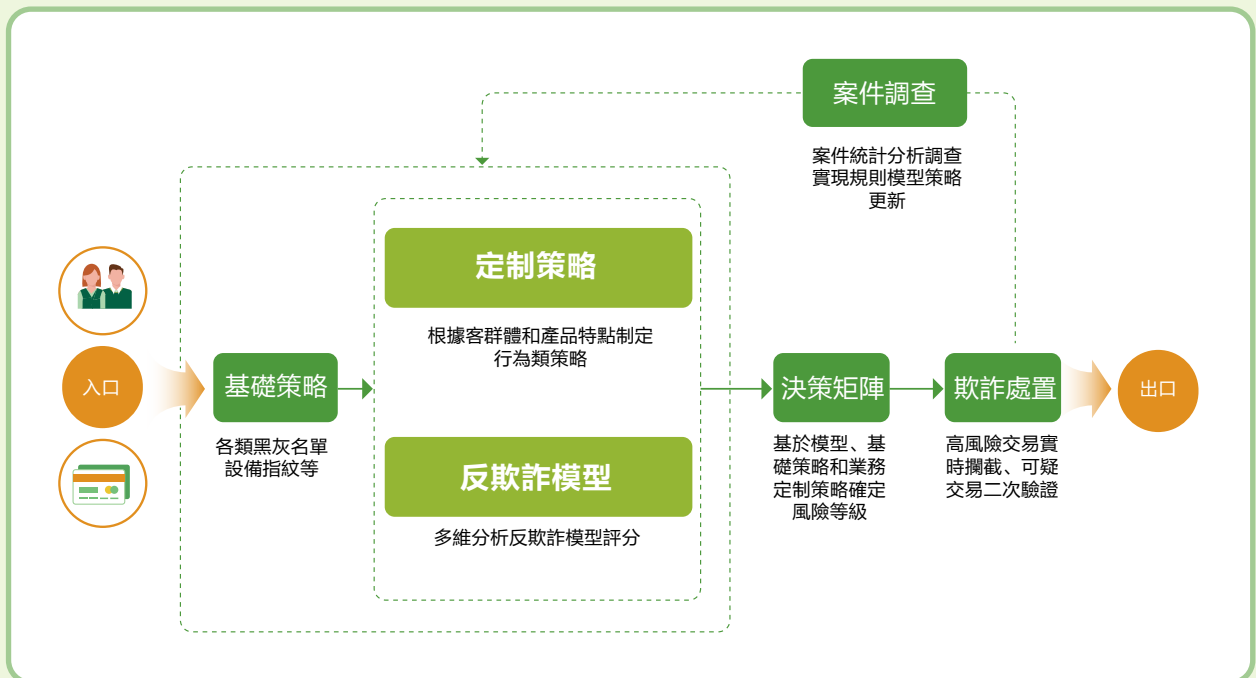 案件調查
案件統計分析調查
實現規則模型策略
更新
定制策略
根據客群體和產品特點制定
行為類策略
入口
基礎策略
各類黑灰名單
設備指紋等
反欺詐模型
多維分析反欺詐模型評分
決策矩陣
基於模型、基
礎策略和業務
定制策略確定
風險等級
欺詐處置
高風險交易實
時攔截、可疑
交易二次驗證
出口